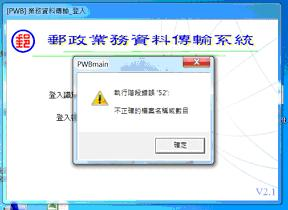 [PWB] 業務資料傳輸_登入
郵政業務資料傳輸系統
PWBmain
登入識
執行階段錯誤 '52':
不正確的檔案名稱或數目
登入
確定
V2.1